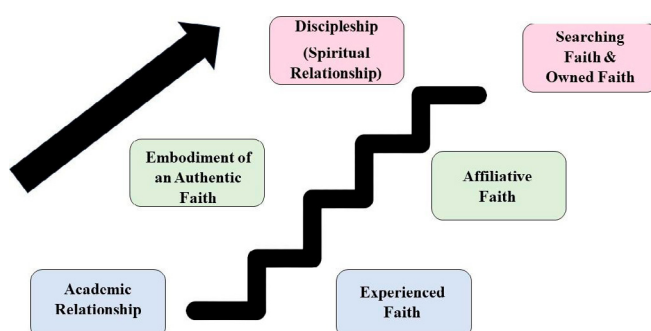 Discipleship
(Spiritual
Relationship)
Searching
Faith &
Owned Faith
Embodiment of
an Authentic
Faith
Affiliative
Faith
Academic
Relationship
Experienced
Faith